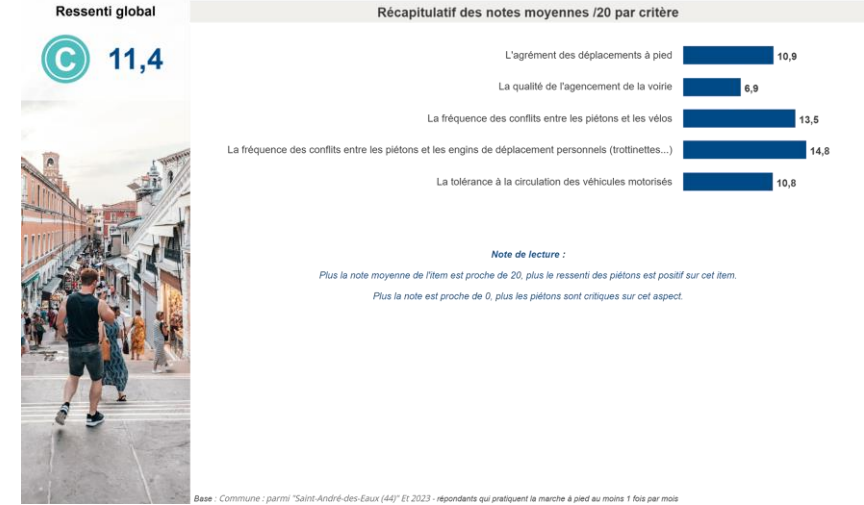 Ressenti global
C 11,4
Récapitulatif des notes moyennes /20 par critère
L'agrément des déplacements à pied 10,9
La qualité de l'agencement de la voirie 6,9
La fréquence des conflits entre les piétons et les vélos 13,5
La fréquence des conflits entre les piétons et les engins de déplacement personnels (trottinettes...) 14,8
La tolérance à la circulation des véhicules motorisés 10,8
Note de lecture :
Plus la note moyenne de l'item est proche de 20, plus le ressenti des piétons est positif sur cet item.
Plus la note est proche de 0, plus les piétons sont critiques sur cet aspect.
Base : Commune : parmi "Saint-André-des-Eaux (44)" Et 2023 - répondants qui pratiquent la marche à pied au moins 1 fois par mois